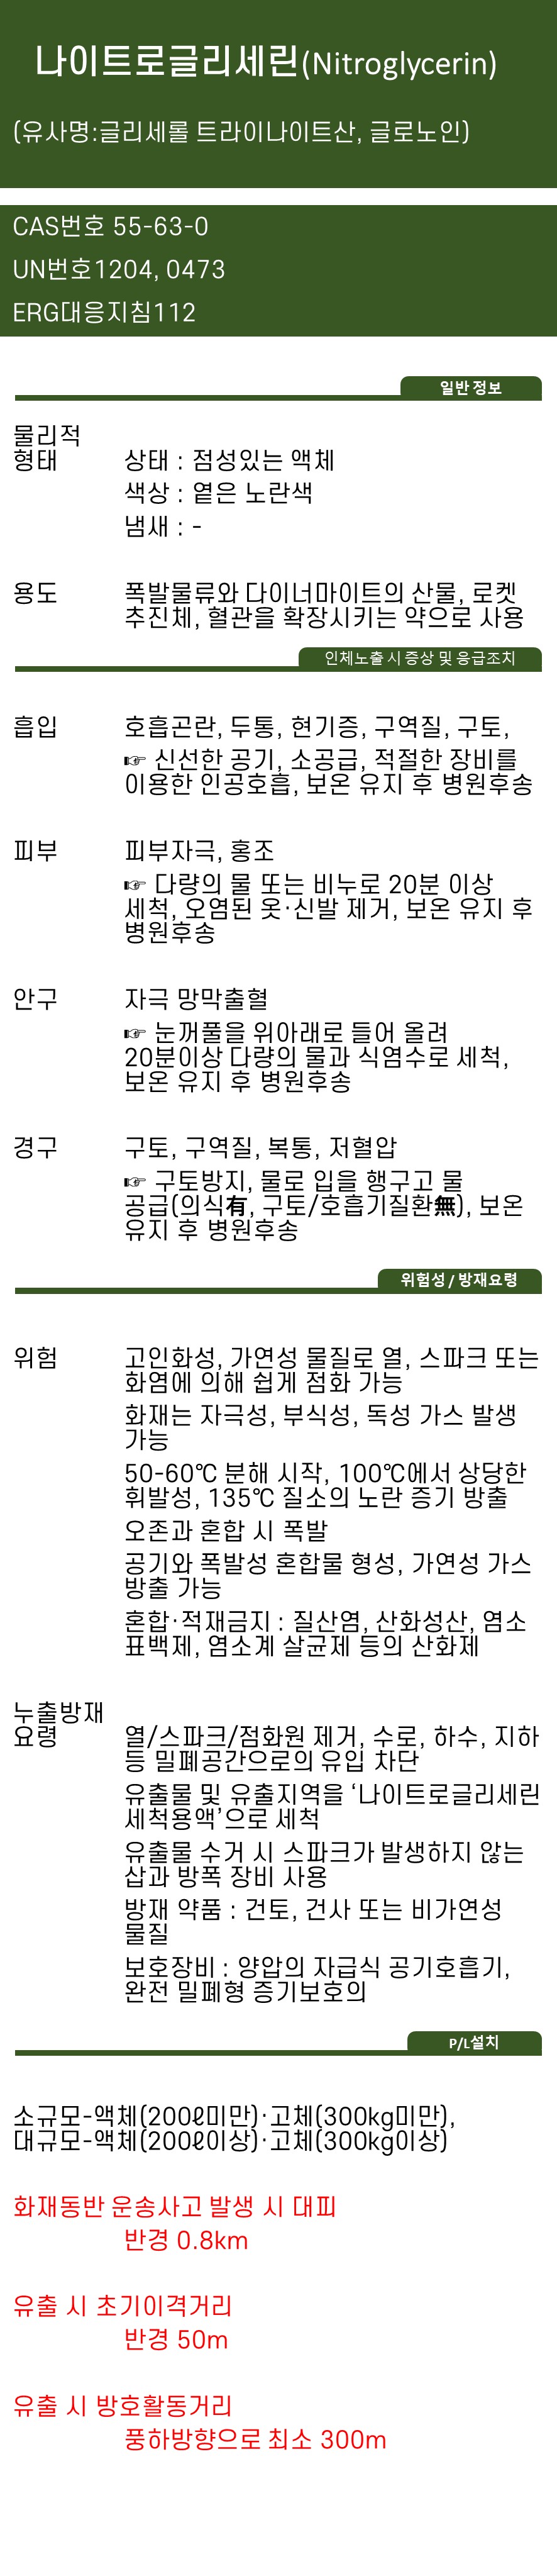 나이트로글리세린(Nitroglycerin)
(유사명:글리세롤 트라이나이트산, 글로노인)
CAS번호 55-63-0
UN번호1204, 0473
ERG대응지침112
일반 정보
물리적
형태 상태 : 점성있는 액체
색상 : 옅은 노란색
냄새 : -
용도 폭발물류와 다이너마이트의 산물, 로켓
추진체, 혈관을 확장시키는 약으로 사용
인체노출 시 증상 및 응급조치
흡입 호흡곤란, 두통, 현기증, 구역질, 구토,
☞ 신선한 공기, 소공급, 적절한 장비를
이용한 인공호흡, 보온 유지 후 병원후송
피부 피부자극, 홍조
☞ 다량의 물 또는 비누로 20분 이상
세척, 오염된 옷·신발 제거, 보온 유지 후
병원후송
안구 자극 망막출혈
☞ 눈꺼풀을 위아래로 들어 올려
20분이상 다량의 물과 식염수로 세척,
보온 유지 후 병원후송
경구 구토, 구역질, 복통, 저혈압
☞ 구토방지, 물로 입을 행구고 물
공급(의식有, 구토/호흡기질환無), 보온
유지 후 병원후송
위험성 / 방재요령
위험 고인화성, 가연성 물질로 열, 스파크 또는
화염에 의해 쉽게 점화 가능
화재는 자극성, 부식성, 독성 가스 발생
가능
50-60℃ 분해 시작, 100℃에서 상당한
휘발성, 135℃ 질소의 노란 증기 방출
오존과 혼합 시 폭발
공기와 폭발성 혼합물 형성, 가연성 가스
방출 가능
혼합·적재금지 : 질산염, 산화성산, 염소
표백제, 염소계 살균제 등의 산화제
누출방재
요령 열/스파크/점화원 제거, 수로, 하수, 지하
등 밀폐공간으로의 유입 차단
유출물 및 유출지역을 ‘나이트로글리세린
세척용액’으로 세척
유출물 수거 시 스파크가 발생하지 않는
삽과 방폭 장비 사용
방재 약품 : 건토, 건사 또는 비가연성
물질
보호장비 : 양압의 자급식 공기호흡기,
완전 밀폐형 증기보호의
P/L설치
소규모-액체(200ℓ미만)·고체(300kg미만),
대규모-액체(200ℓ이상)·고체(300kg이상)
화재동반 운송사고 발생 시 대피
반경 0.8km
유출 시 초기이격거리
반경 50m
유출 시 방호활동거리
풍하방향으로 최소 300m